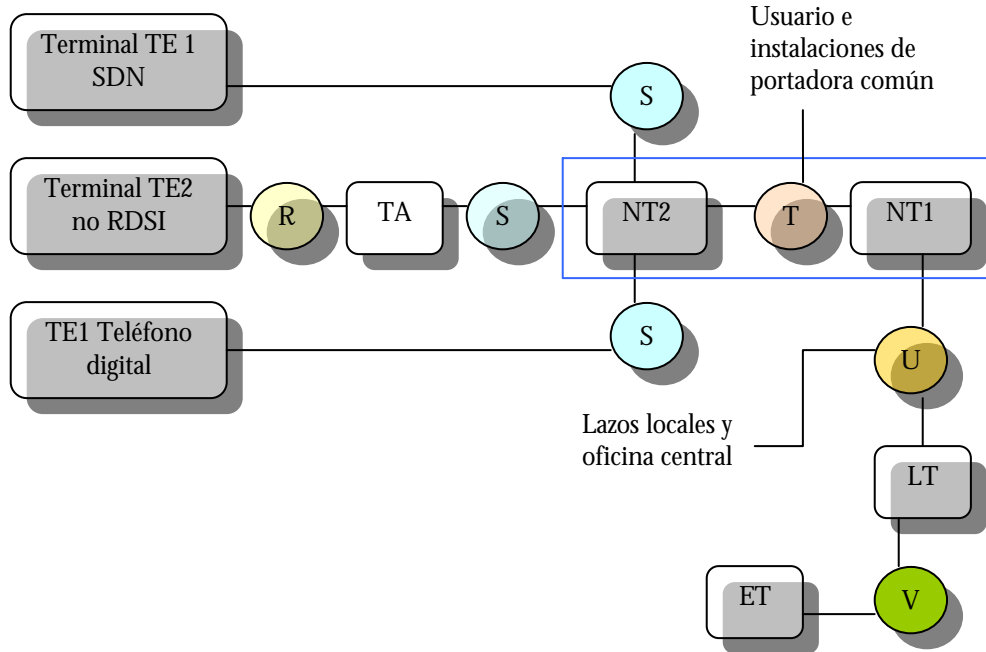 Terminal TE 1
SDN
Usuario e
instalaciones de
portadora común
S
Terminal TE2
no RDSI
R
TA
S
NT2
T
NT1
TE1 Teléfono
digital
S
U
Lazos locales y
oficina central
LT
ET
V